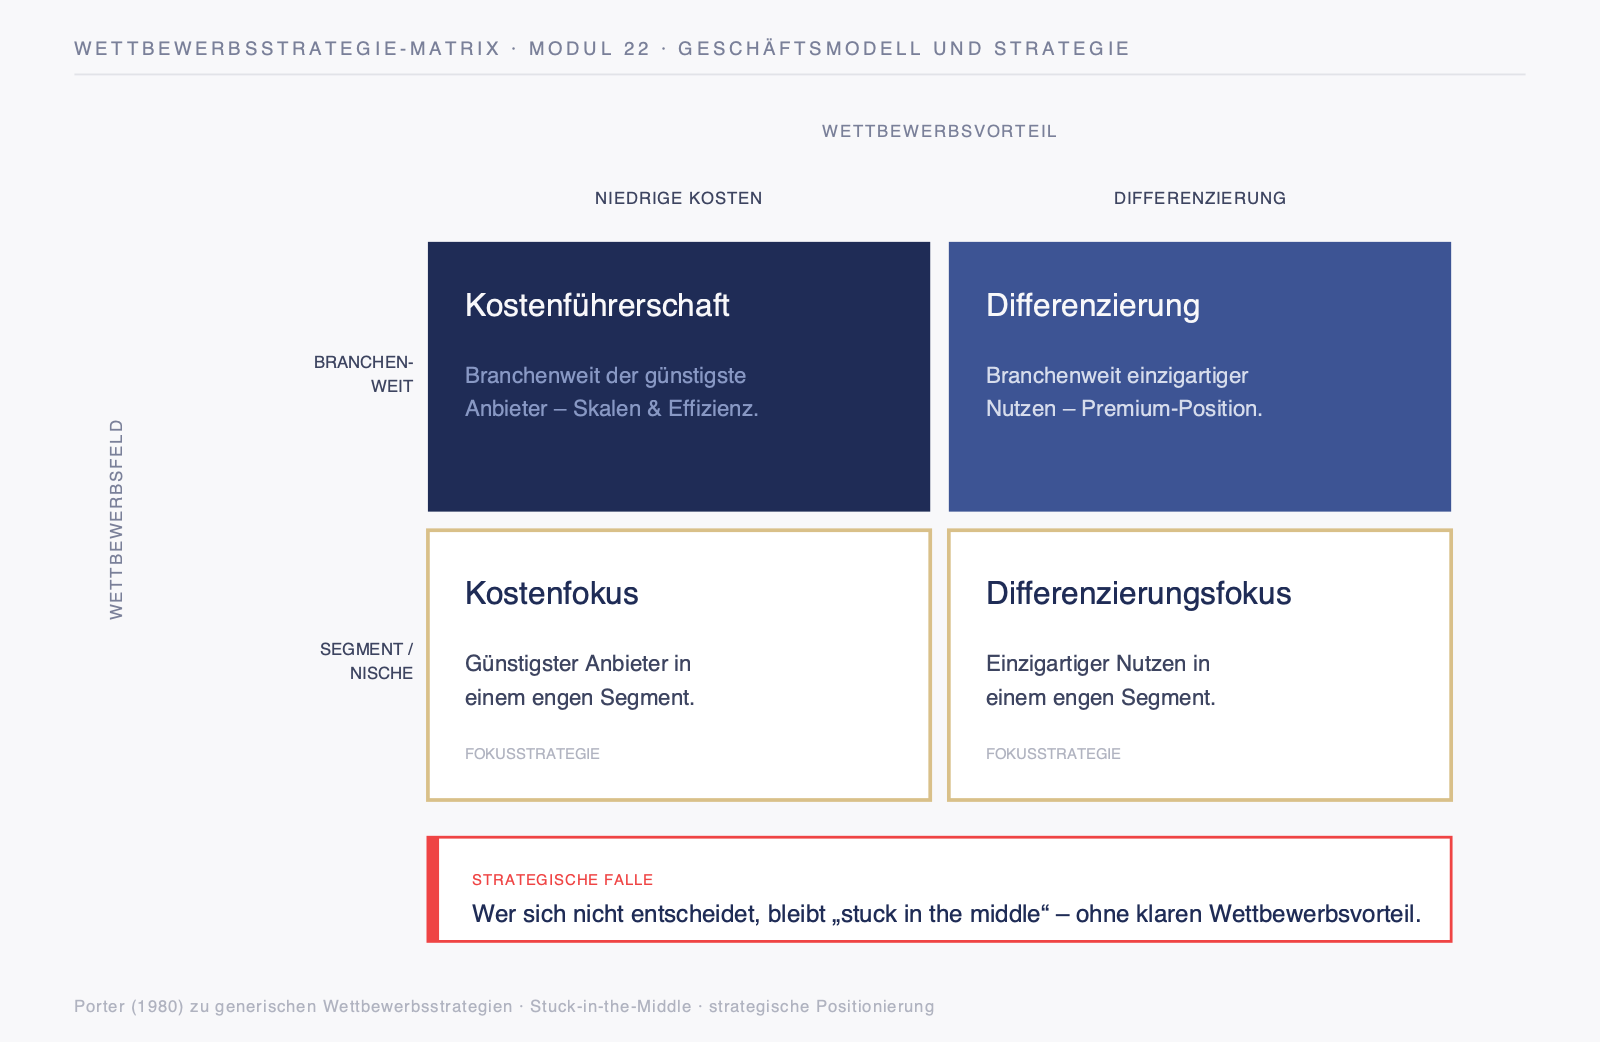 WETTBEWERBSSTRATEGIE-MATRIX · MODUL 22 · GESCHÄFTSMODELL UND STRATEGIE
WETTBEWERBSVORTEIL
NIEDRIGE KOSTEN
DIFFERENZIERUNG
WETTBEWERBSFELD
BRANCHEN-
WEIT
Kostenführerschaft
Branchenweit der günstigste
Anbieter – Skalen & Effizienz.
Differenzierung
Branchenweit einzigartiger
Nutzen – Premium-Position.
SEGMENT /
NISCHE
Kostenfokus
Günstigster Anbieter in
einem engen Segment.
FOKUSSTRATEGIE
Differenzierungsfokus
Einzigartiger Nutzen in
einem engen Segment.
FOKUSSTRATEGIE
STRATEGISCHE FALLE
Wer sich nicht entscheidet, bleibt „stuck in the middle“ – ohne klaren Wettbewerbsvorteil.
Porter (1980) zu generischen Wettbewerbsstrategien · Stuck-in-the-Middle · strategische Positionierung